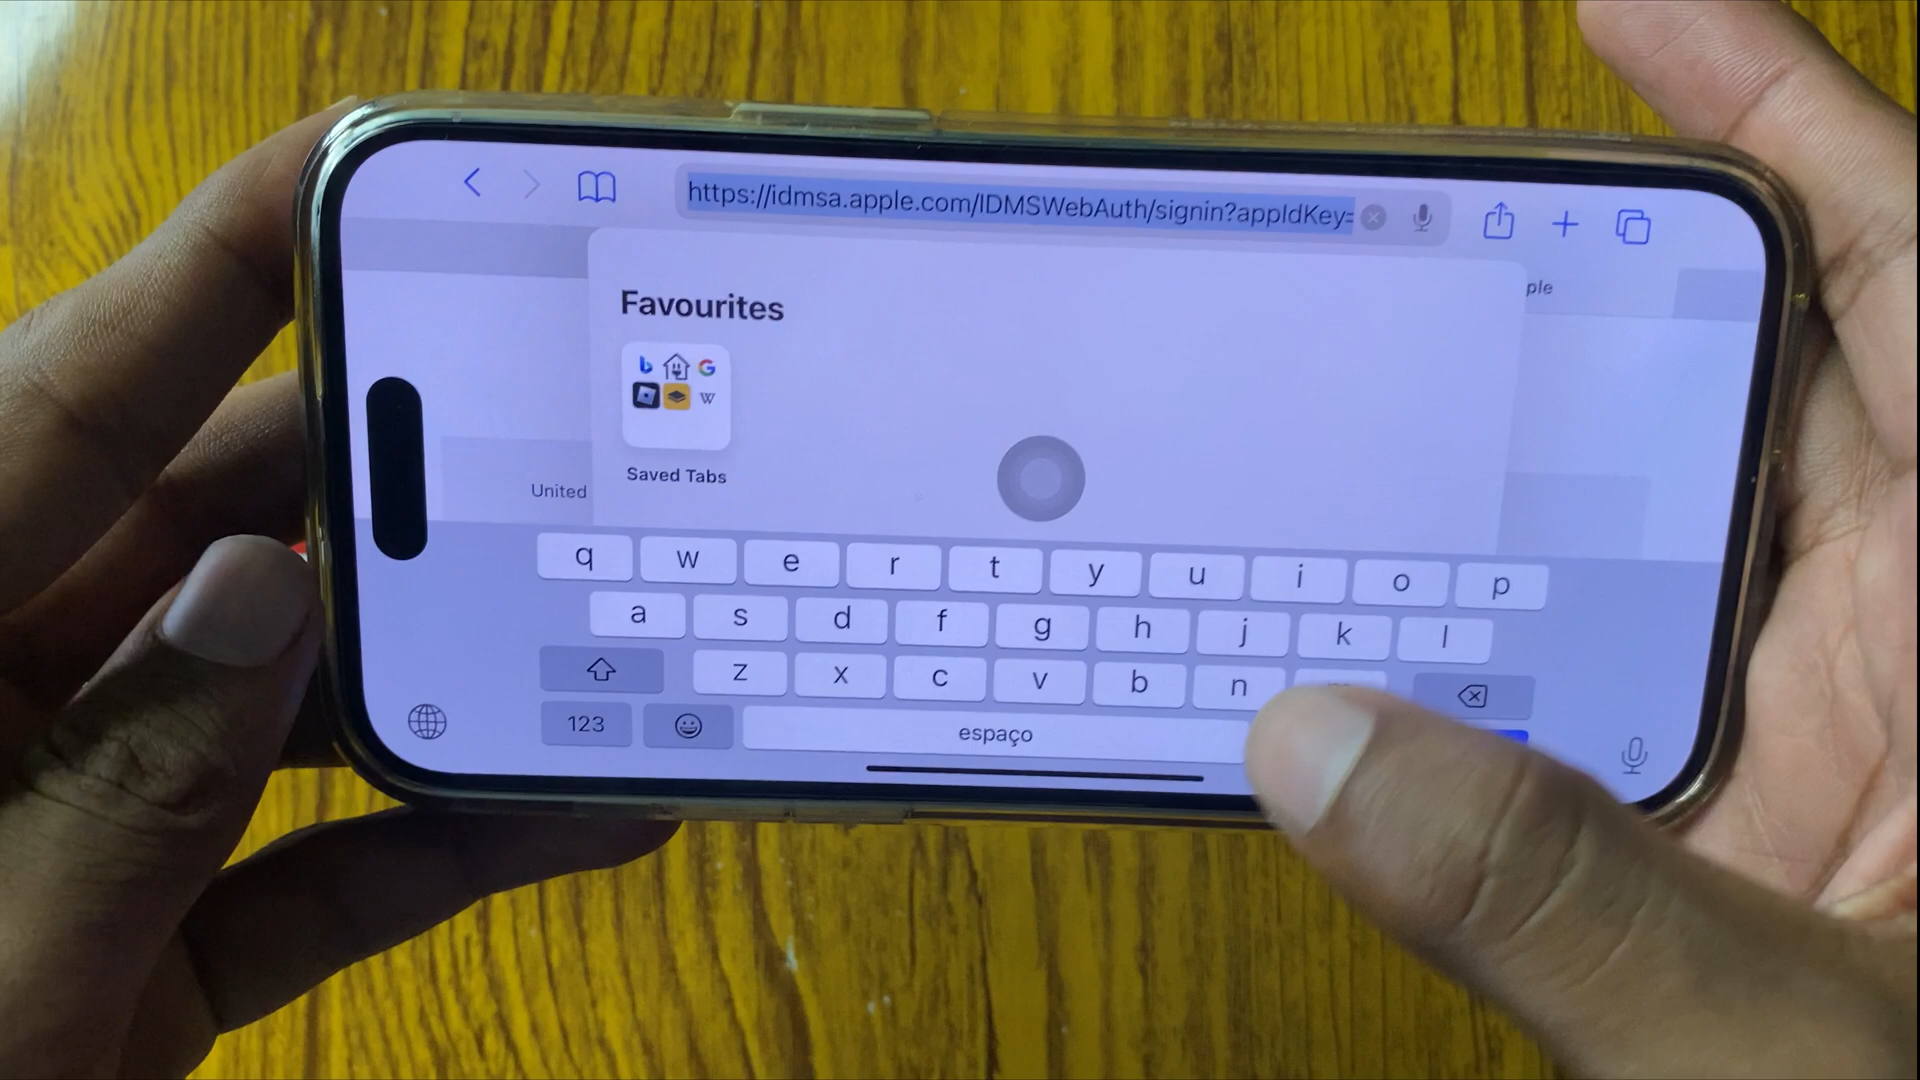 https://idmsa.apple.com/IDMSWebAuth/signin?appIdKey=
ple
Favourites
b G
W
Saved Tabs
United
q w e r t y u i o p
a s d f g h j k l
z x c v b n
123 espaço